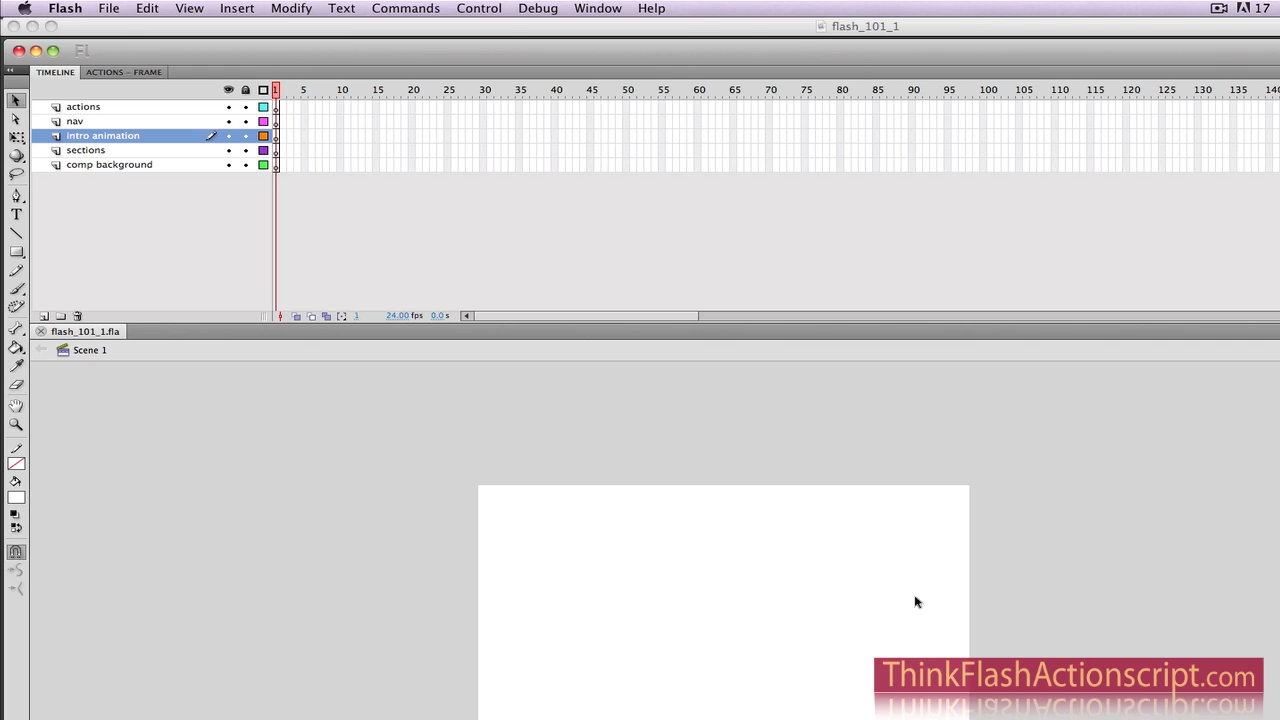 Flash File Edit View Insert Modify Text Commands Control Debug Window Help 17
flash_101_1
Fl
TIMELINE ACTIONS - FRAME
1 5 10 15 20 25 30 35 40 45 50 55 60 65 70 75 80 85 90 95 100 105 110 115 120 125 130 135 140
actions
nav
intro animation
sections
comp background
1 24.00 fps 0.0 s
flash_101_1.fla
Scene 1
T
ThinkFlashActionscript.com